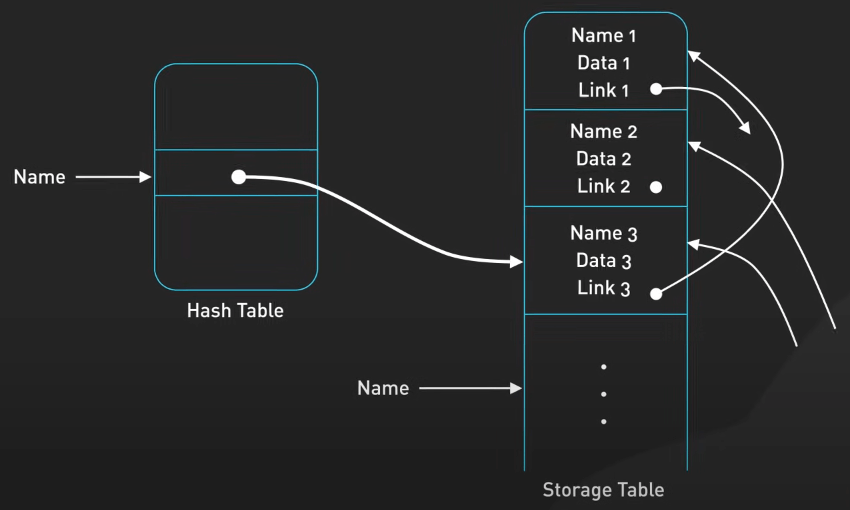 Name
Hash Table
Name 1
Data 1
Link 1
Name 2
Data 2
Link 2
Name 3
Data 3
Link 3
Name
Storage Table